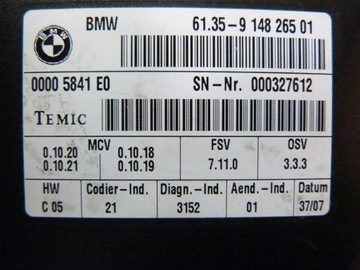 BMW
BMW 61.35-9 148 265 01
0000 5841 E0 SN-Nr. 000327612
TEMIC
MCV FSV OSV
0.10.20 0.10.18 7.11.0 3.3.3
0.10.21 0.10.19
HW Codier-Ind. Diagn.-Ind. Aend.-Ind. Datum
C 05 21 3152 01 37/07